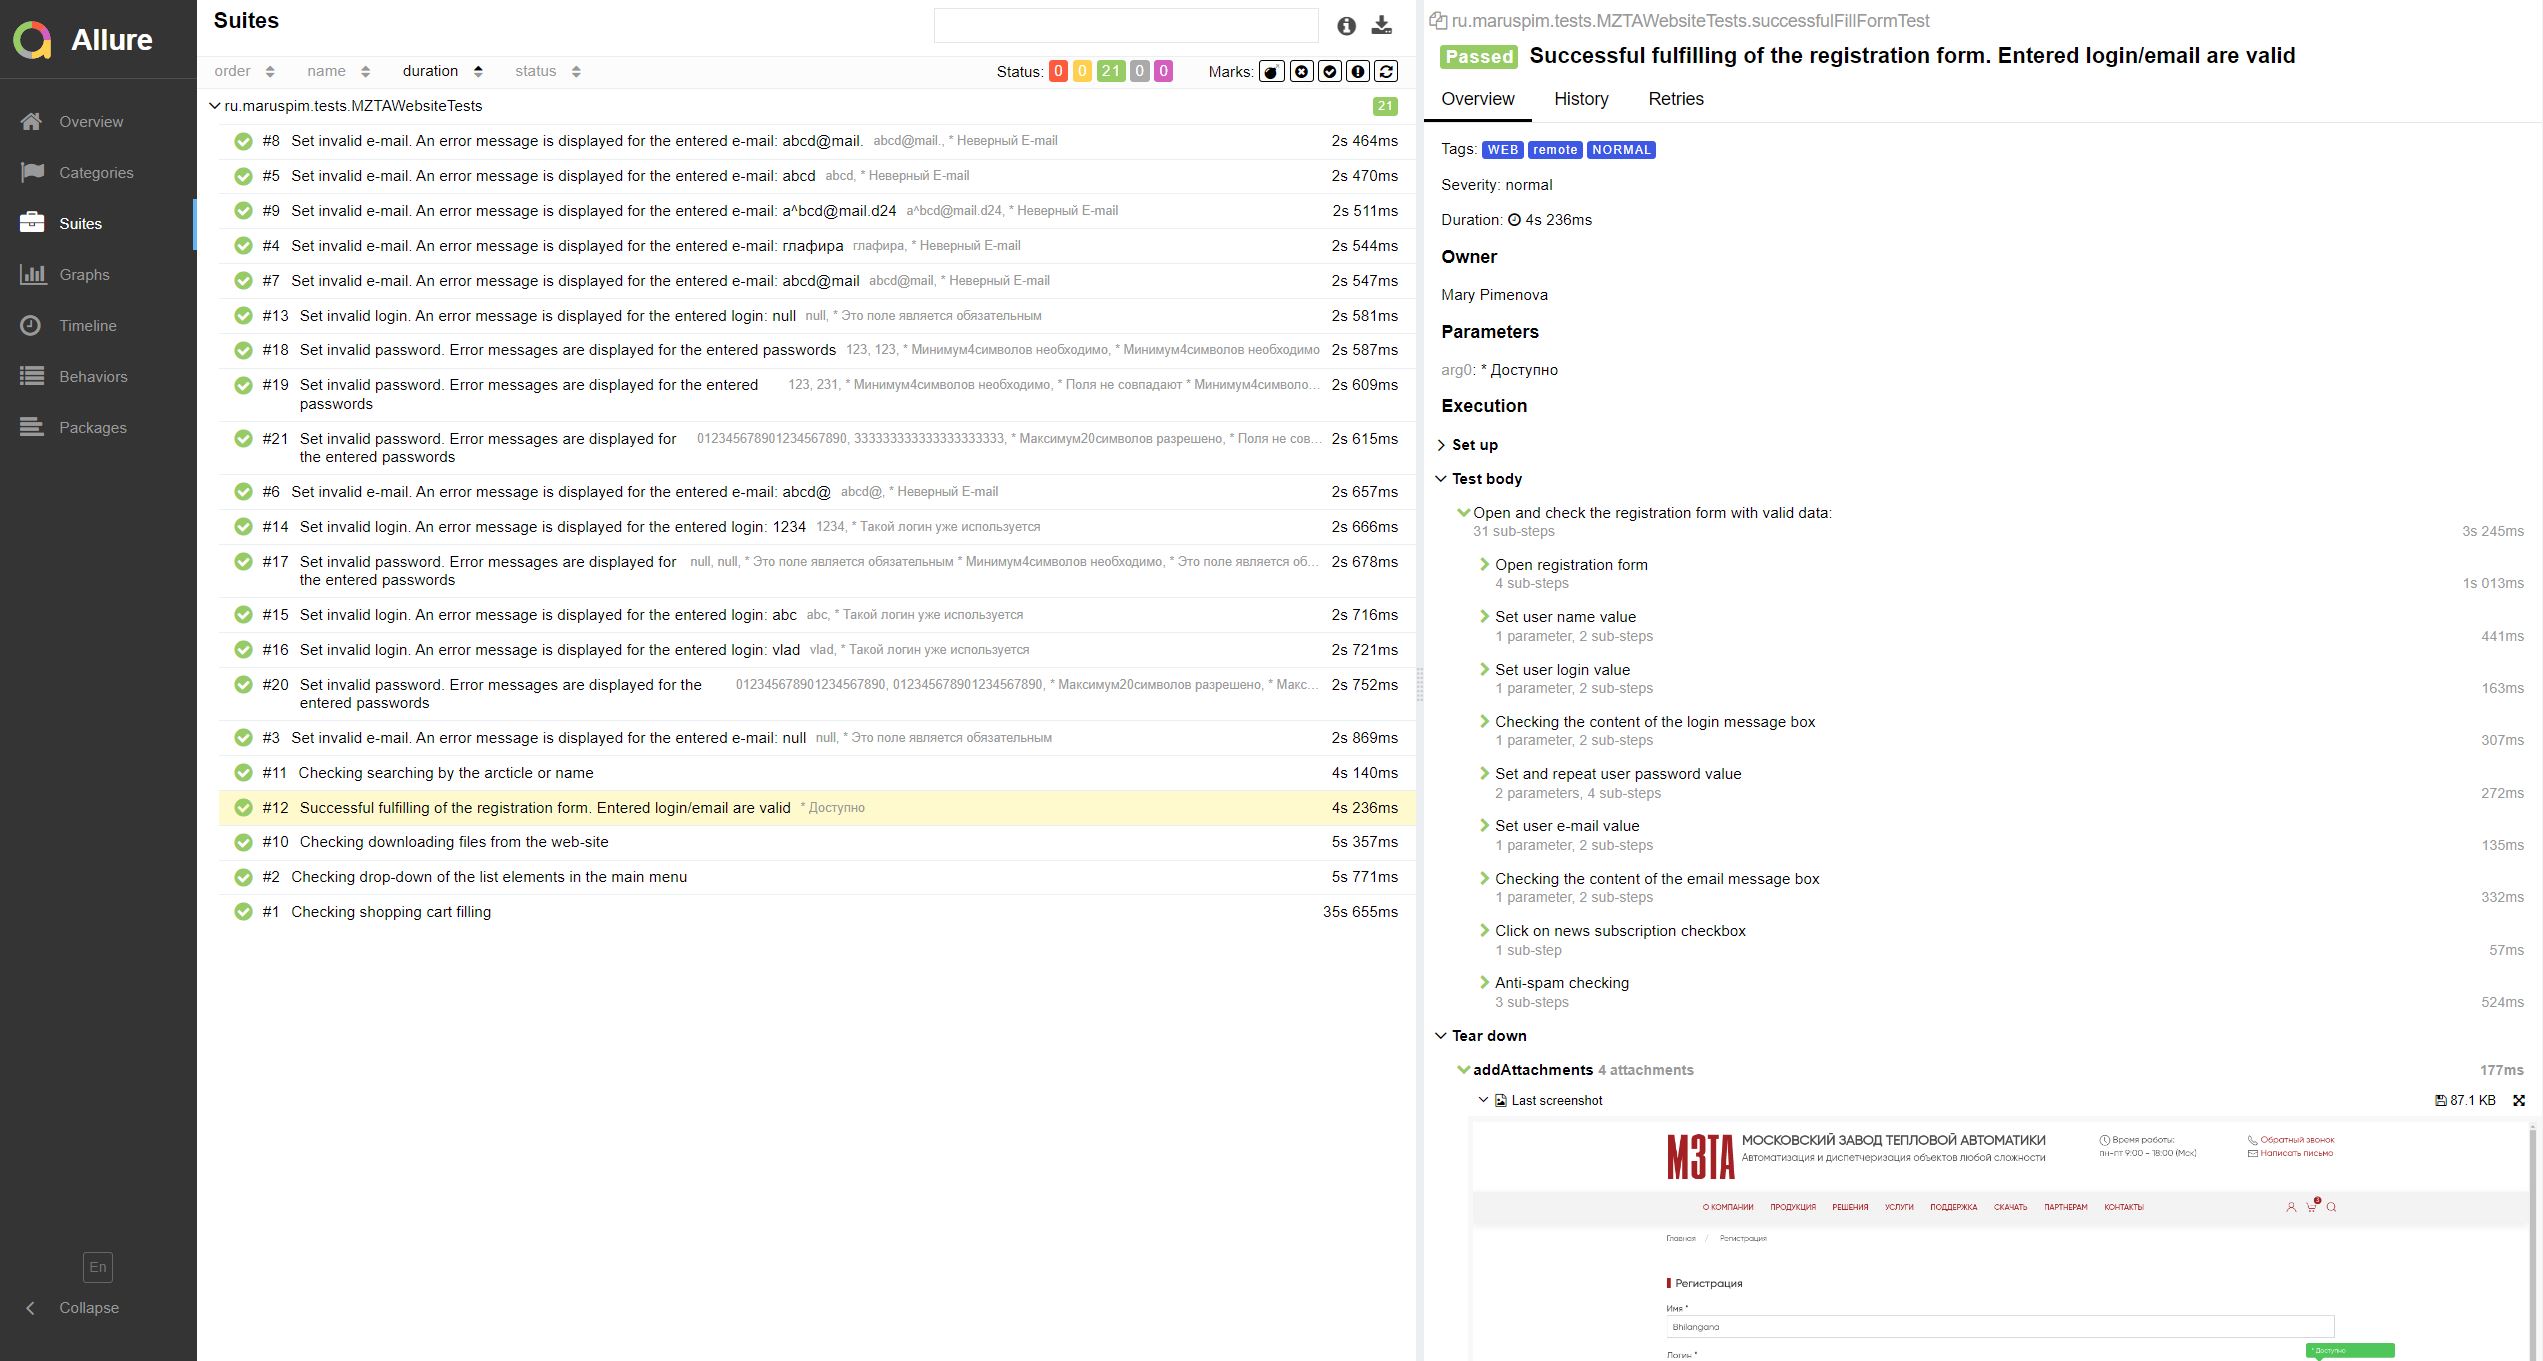 Allure
Overview
Categories
Suites
Graphs
Timeline
Behaviors
Packages
En
Collapse
Suites
order name duration status
Status: 0 0 21 0 0 Marks:
ru.maruspim.tests.MZTAWebsiteTests 21
#8 Set invalid e-mail. An error message is displayed for the entered e-mail: abcd@mail. abcd@mail., * Неверный E-mail 2s 464ms
#5 Set invalid e-mail. An error message is displayed for the entered e-mail: abcd abcd, * Неверный E-mail 2s 470ms
#9 Set invalid e-mail. An error message is displayed for the entered e-mail: a^bcd@mail.d24 a^bcd@mail.d24, * Неверный E-mail 2s 511ms
#4 Set invalid e-mail. An error message is displayed for the entered e-mail: глафира глафира, * Неверный E-mail 2s 544ms
#7 Set invalid e-mail. An error message is displayed for the entered e-mail: abcd@mail abcd@mail, * Неверный E-mail 2s 547ms
#13 Set invalid login. An error message is displayed for the entered login: null null, * Это поле является обязательным 2s 581ms
#18 Set invalid password. Error messages are displayed for the entered passwords 123, 123, * Минимум4символов необходимо, * Минимум4символов необходимо 2s 587ms
#19 Set invalid password. Error messages are displayed for the entered 123, 231, * Минимум4символов необходимо, * Поля не совпадают * Минимум4символо... 2s 609ms
passwords
#21 Set invalid password. Error messages are displayed for 012345678901234567890, 333333333333333333333, * Максимум20символов разрешено, * Поля не сов... 2s 615ms
the entered passwords
#6 Set invalid e-mail. An error message is displayed for the entered e-mail: abcd@ abcd@, * Неверный E-mail 2s 657ms
#14 Set invalid login. An error message is displayed for the entered login: 1234 1234, * Такой логин уже используется 2s 666ms
#17 Set invalid password. Error messages are displayed for null, null, * Это поле является обязательным * Минимум4символов необходимо, * Это поле является об... 2s 678ms
the entered passwords
#15 Set invalid login. An error message is displayed for the entered login: abc abc, * Такой логин уже используется 2s 716ms
#16 Set invalid login. An error message is displayed for the entered login: vlad vlad, * Такой логин уже используется 2s 721ms
#20 Set invalid password. Error messages are displayed for the 012345678901234567890, 012345678901234567890, * Максимум20символов разрешено, * Макс... 2s 752ms
entered passwords
#3 Set invalid e-mail. An error message is displayed for the entered e-mail: null null, * Это поле является обязательным 2s 869ms
#11 Checking searching by the arcticle or name 4s 140ms
#12 Successful fulfilling of the registration form. Entered login/email are valid * Доступно 4s 236ms
#10 Checking downloading files from the web-site 5s 357ms
#2 Checking drop-down of the list elements in the main menu 5s 771ms
#1 Checking shopping cart filling 35s 655ms
ru.maruspim.tests.MZTAWebsiteTests.successfulFillFormTest
Passed Successful fulfilling of the registration form. Entered login/email are valid
Overview History Retries
Tags: WEB remote NORMAL
Severity: normal
Duration: 4s 236ms
Owner
Mary Pimenova
Parameters
arg0: * Доступно
Execution
Set up
Test body
Open and check the registration form with valid data:
31 sub-steps 3s 245ms
Open registration form
4 sub-steps 1s 013ms
Set user name value
1 parameter, 2 sub-steps 441ms
Set user login value
1 parameter, 2 sub-steps 163ms
Checking the content of the login message box
1 parameter, 2 sub-steps 307ms
Set and repeat user password value
2 parameters, 4 sub-steps 272ms
Set user e-mail value
1 parameter, 2 sub-steps 135ms
Checking the content of the email message box
1 parameter, 2 sub-steps 332ms
Click on news subscription checkbox
1 sub-step 57ms
Anti-spam checking
3 sub-steps 524ms
Tear down
addAttachments 4 attachments 177ms
Last screenshot 87.1 KB
МЗТА МОСКОВСКИЙ ЗАВОД ТЕПЛОВОЙ АВТОМАТИКИ Время работы: Обратный звонок
Автоматизация и диспетчеризация объектов любой сложности пн-пт 9:00 - 18:00 (Мск) Написать письмо
О КОМПАНИИ ПРОДУКЦИЯ РЕШЕНИЯ УСЛУГИ ПОДДЕРЖКА СКАЧАТЬ ПАРТНЕРАМ КОНТАКТЫ
Главная / Регистрация
Регистрация
Имя *
Bhilangana
Логин *
* Доступно